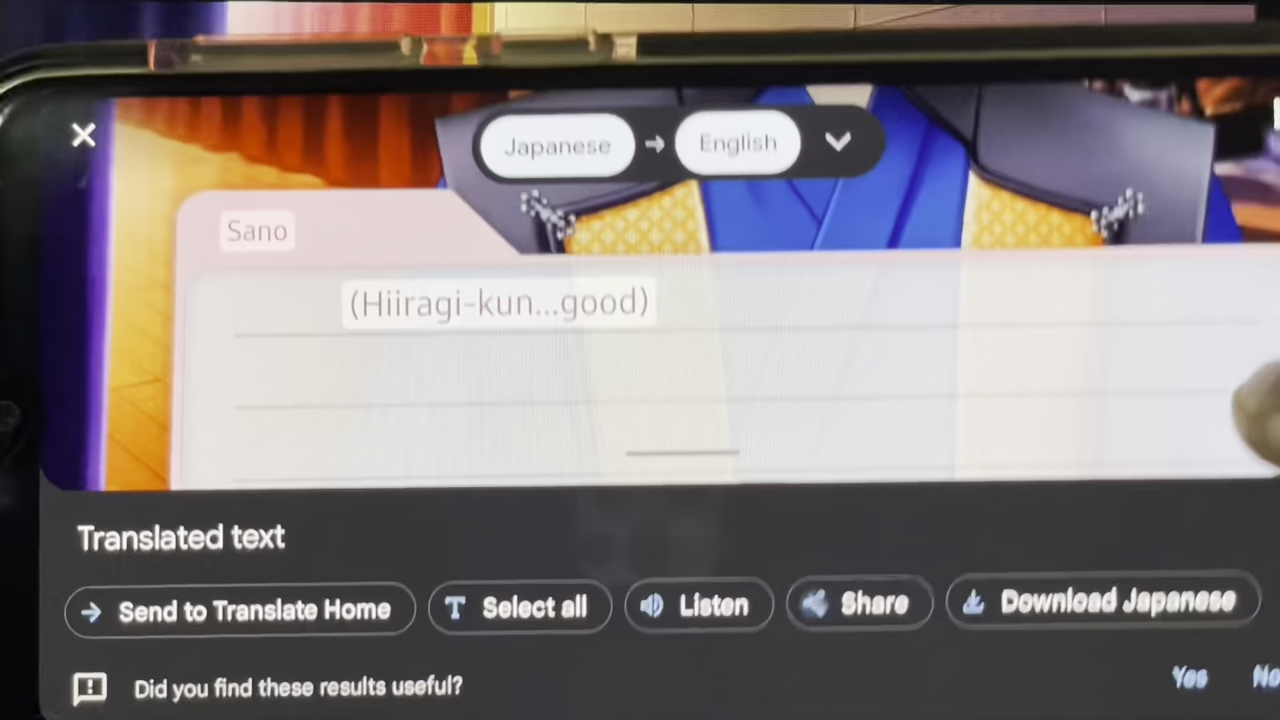 Japanese → English
Sano
(Hiiragi-kun...good)
Translated text
Send to Translate Home
Select all
Listen
Share
Download Japanese
Did you find these results useful?
Yes
No